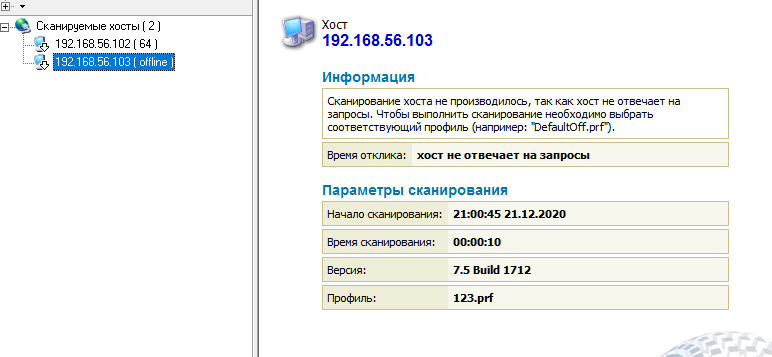 Сканируемые хосты ( 2 )
192.168.56.102 ( 64 )
192.168.56.103 ( offline )
Хост
192.168.56.103
Информация
Сканирование хоста не производилось, так как хост не отвечает на
запросы. Чтобы выполнить сканирование необходимо выбрать
соответствующий профиль (например: "DefaultOff.prf").
Время отклика: хост не отвечает на запросы
Параметры сканирования
Начало сканирования: 21:00:45 21.12.2020
Время сканирования: 00:00:10
Версия: 7.5 Build 1712
Профиль: 123.prf